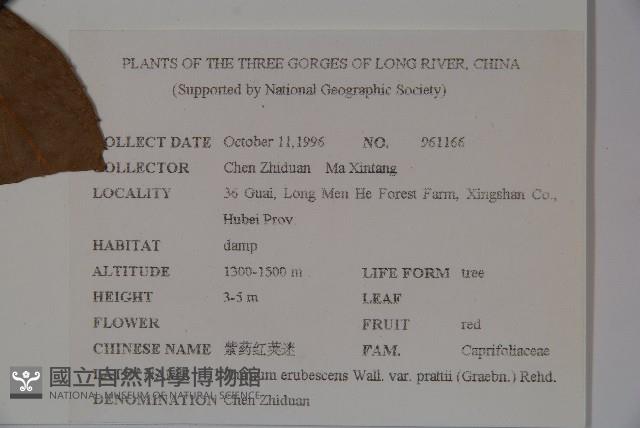 PLANTS OF THE THREE GORGES OF LONG RIVER, CHINA
(Supported by National Geographic Society)
OLLECT DATE October 11,1996 NO. 961166
OLLECTOR Chen Zhiduan Ma Xintang
LOCALITY 36 Guai, Long Men He Forest Farm, Xingshan Co.,
Hubei Prov
HABITAT damp
ALTITUDE 1300-1500 m LIFE FORM tree
HEIGHT 3-5 m LEAF
FLOWER FRUIT red
CHINESE NAME 紫药红荚迷 FAM. Caprifoliaceae
erubescens Wall. var. prattii (Graebn.) Rehd.
國立自然科學博物館
NATIONAL MUSEUM OF NATURAL SCIENCE
DENOMINATION Chen Zhiduan